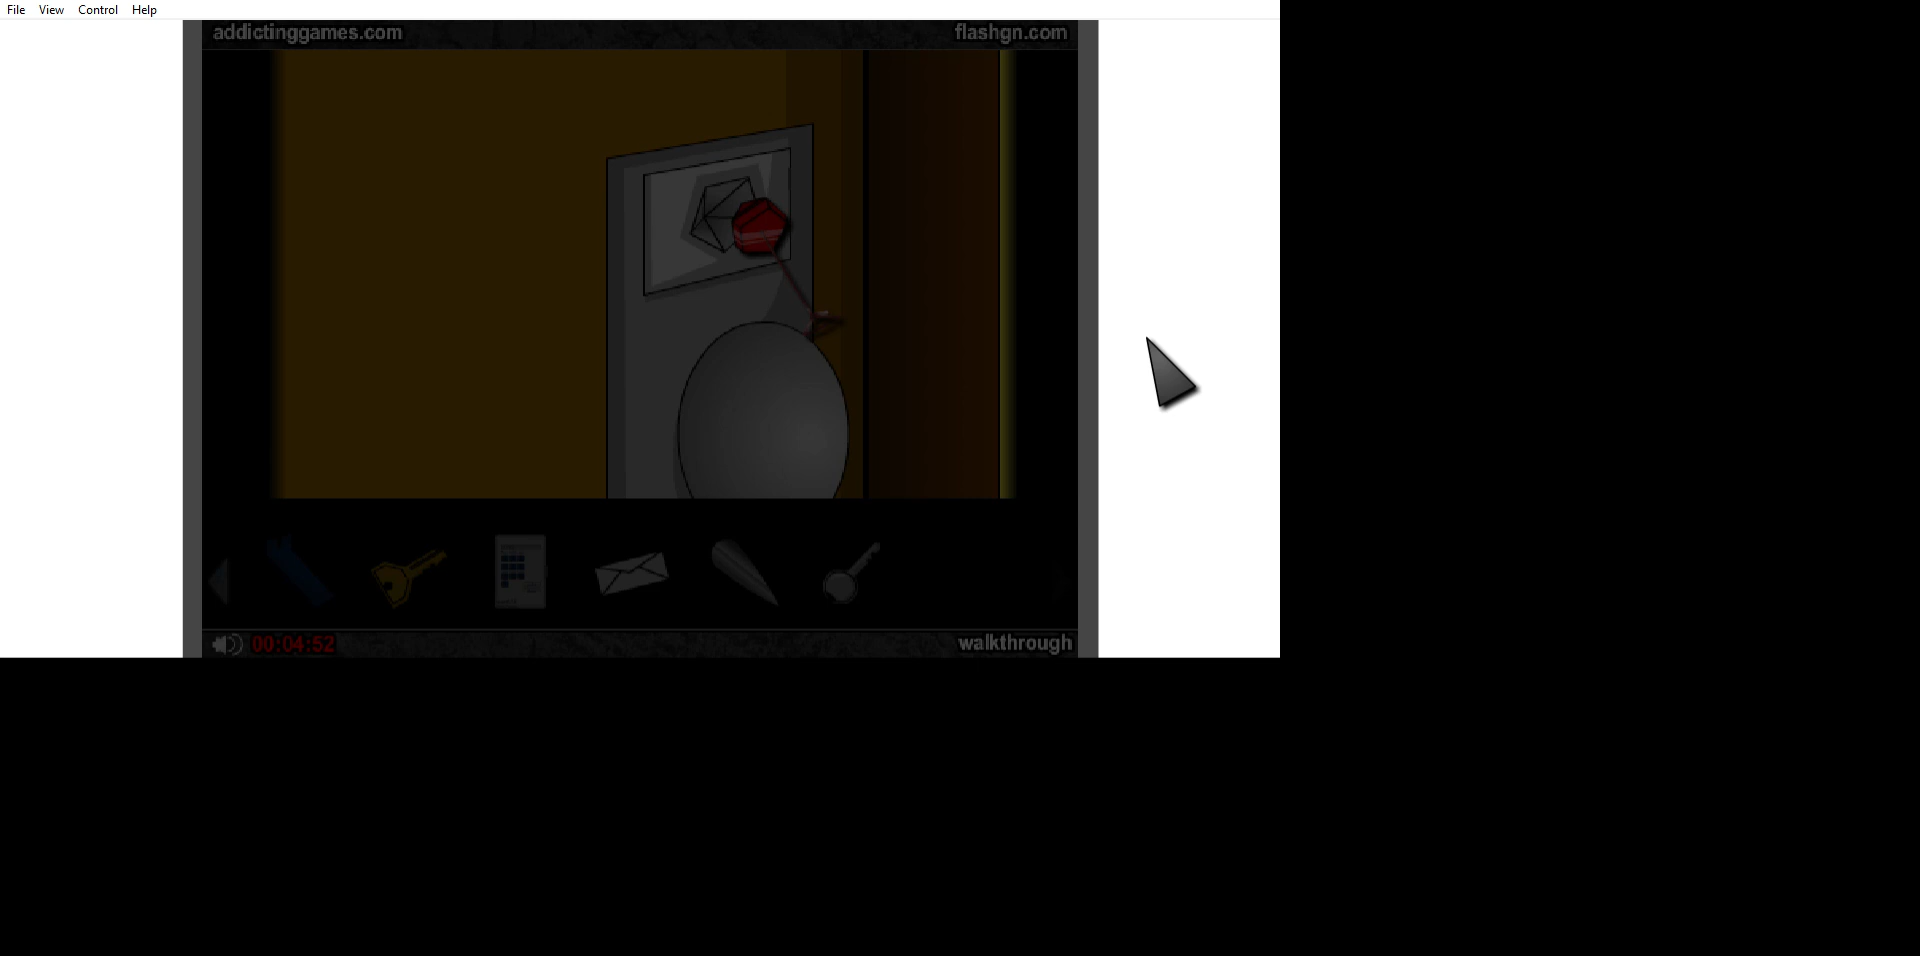 File View Control Help
addictinggames.com flashgn.com
00:04:52 walkthrough